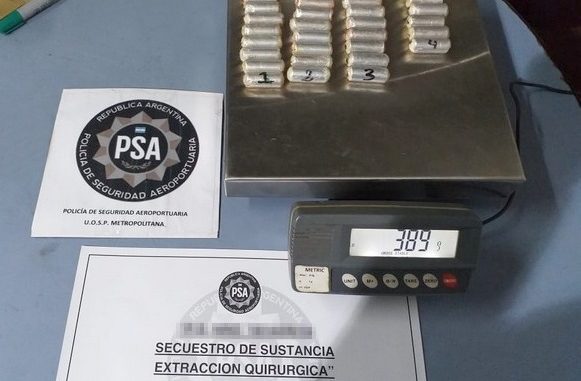 1
2
3
4
REPUBLICA ARGENTINA
PSA
POLICIA DE SEGURIDAD AEROPORTUARIA
POLICÍA DE SEGURIDAD AEROPORTUARIA
U.O.S.P. METROPOLITANA
389 g
METRIC
UNIT M+ TARE ZERO
PSA
SECUESTRO DE SUSTANCIA
EXTRACCION QUIRURGICA”